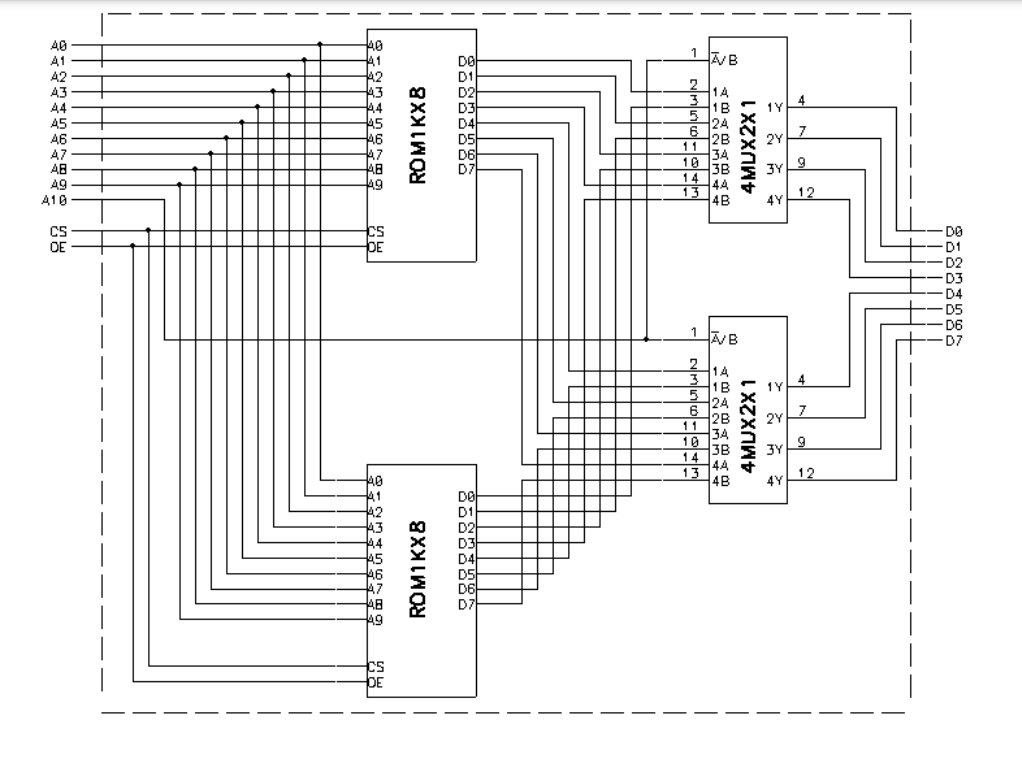 A0
A1
A2
A3
A4
A5
A6
A7
A8
A9
A10
CS
OE
A0
A1
A2
A3
A4
A5
A6
A7
A8
A9
CS
OE
ROM1KX8
D0
D1
D2
D3
D4
D5
D6
D7
1
2
3
5
6
11
10
14
13
A/B
1A
1B
2A
2B
3A
3B
4A
4B
4MUX2X1
1Y
2Y
3Y
4Y
4
7
9
12
D0
D1
D2
D3
D4
D5
D6
D7
1
2
3
5
6
11
10
14
13
A/B
1A
1B
2A
2B
3A
3B
4A
4B
4MUX2X1
1Y
2Y
3Y
4Y
4
7
9
12
A0
A1
A2
A3
A4
A5
A6
A7
A8
A9
CS
OE
ROM1KX8
D0
D1
D2
D3
D4
D5
D6
D7